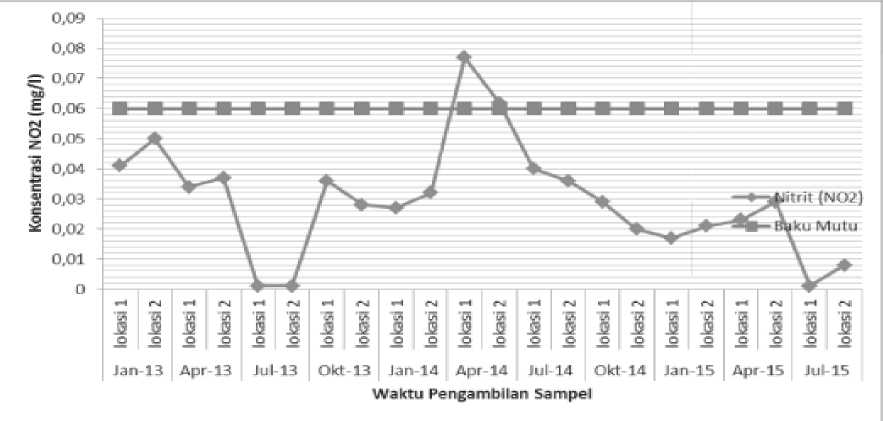 Konsentrasi NO2 (mg/l)
0,09
0,08
0,07
0,06
0,05
0,04
0,03
0,02
0,01
0
Nitrit (NO2)
Baku Mutu
lokasi 1 lokasi 2 lokasi 1 lokasi 2 lokasi 1 lokasi 2 lokasi 1 lokasi 2 lokasi 1 lokasi 2 lokasi 1 lokasi 2 lokasi 1 lokasi 2 lokasi 1 lokasi 2 lokasi 1 lokasi 2 lokasi 1 lokasi 2 lokasi 1 lokasi 2
Jan-13 Apr-13 Jul-13 Okt-13 Jan-14 Apr-14 Jul-14 Okt-14 Jan-15 Apr-15 Jul-15
Waktu Pengambilan Sampel